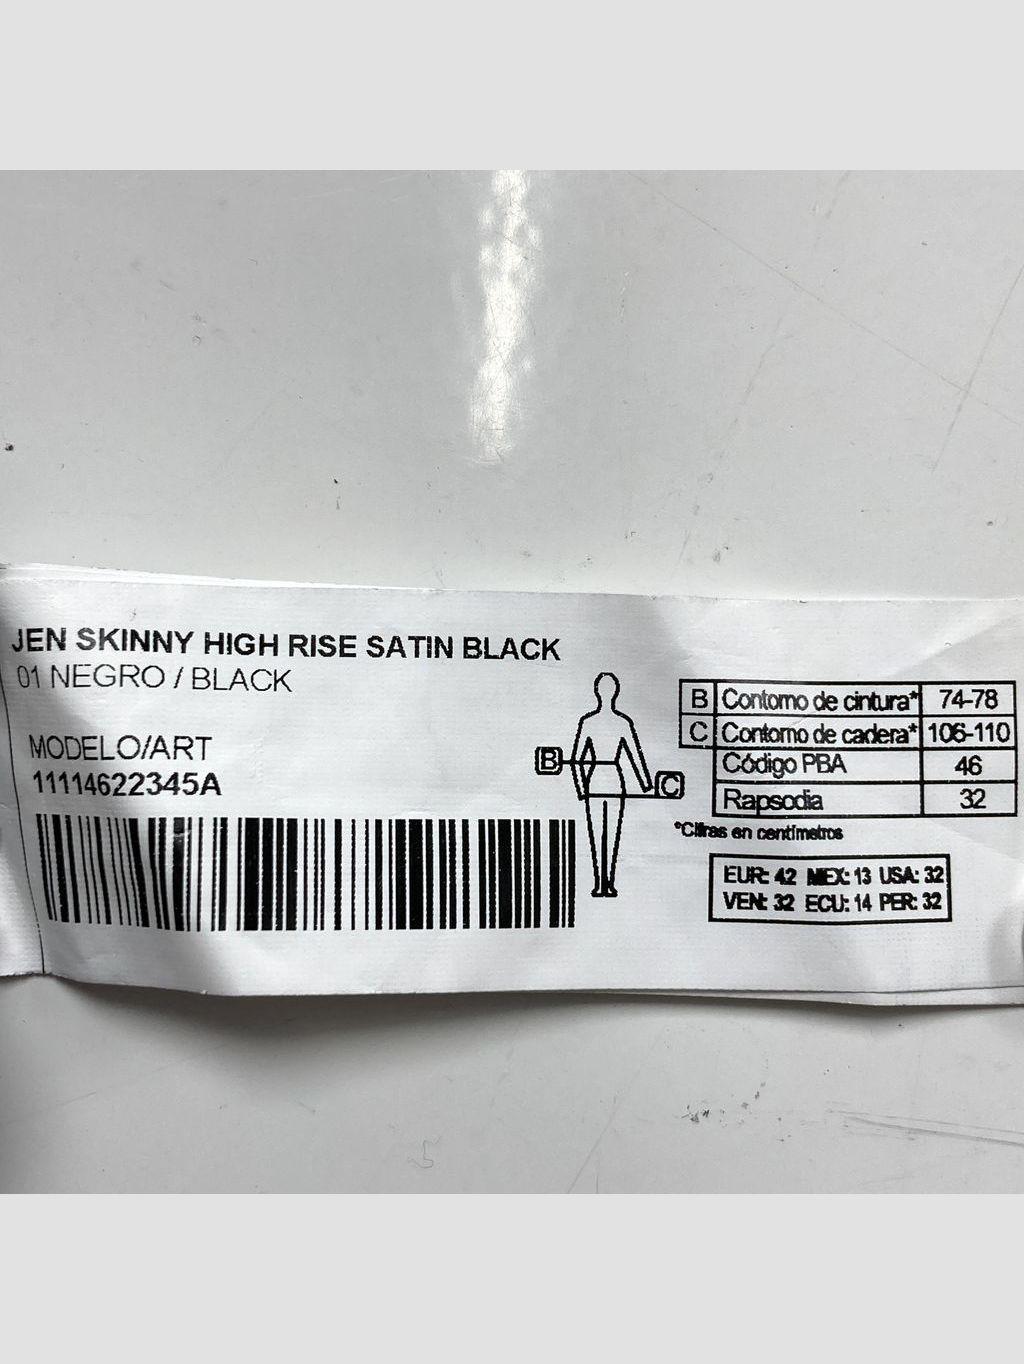 JEN SKINNY HIGH RISE SATIN BLACK
01 NEGRO / BLACK
MODELO/ART
11114622345A
B
C
B Contorno de cintura* 74-78
C Contorno de cadera* 106-110
Código PBA 46
Rapsodia 32
*Cifras en centímetros
EUR: 42 MEX: 13 USA: 32
VEN: 32 ECU: 14 PER: 32